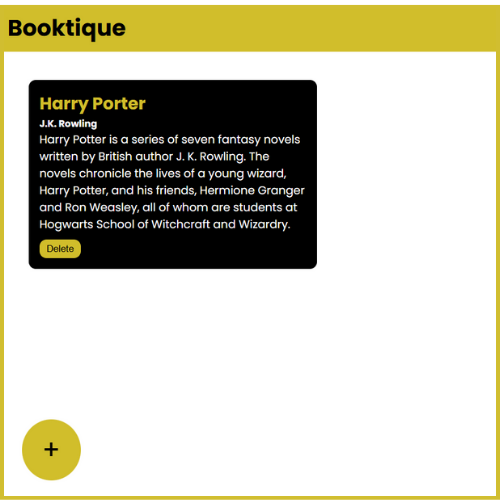 Booktique
Harry Porter
J.K. Rowling
Harry Potter is a series of seven fantasy novels
written by British author J. K. Rowling. The
novels chronicle the lives of a young wizard,
Harry Potter, and his friends, Hermione Granger
and Ron Weasley, all of whom are students at
Hogwarts School of Witchcraft and Wizardry.
Delete
+